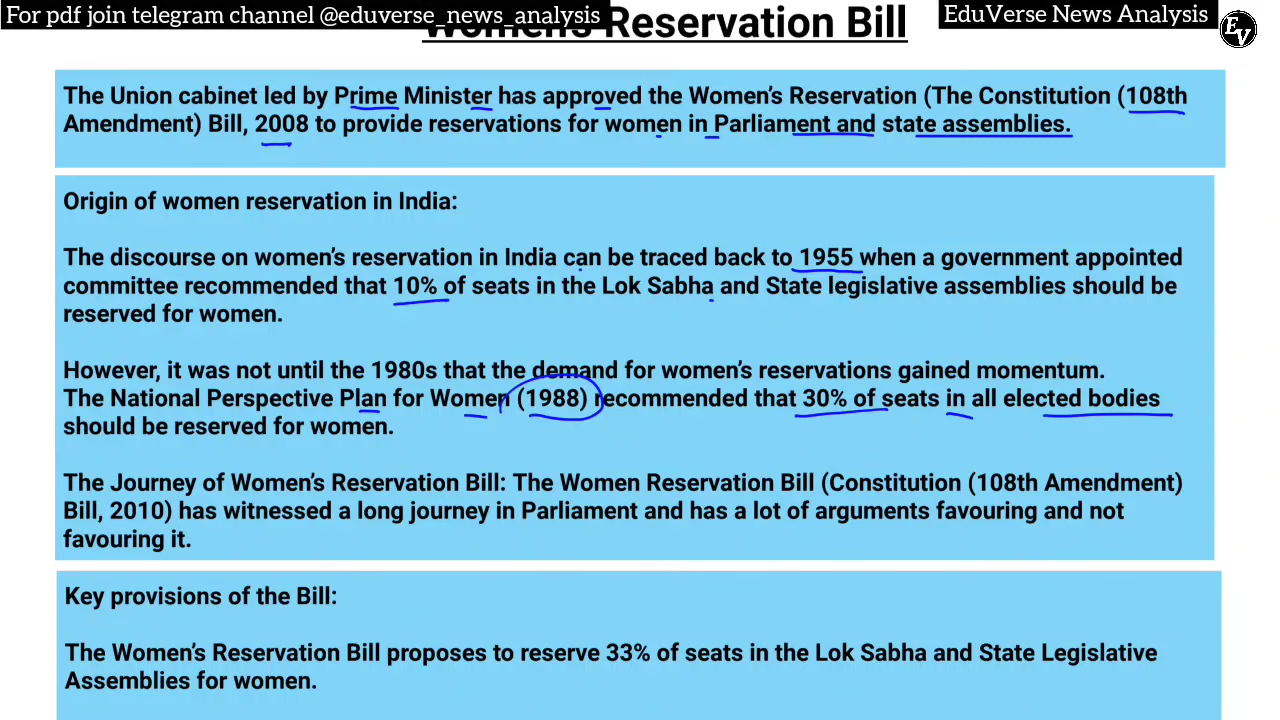 For pdf join telegram channel @eduverse_news_analysis
EduVerse News Analysis
EV
Women's Reservation Bill
The Union cabinet led by Prime Minister has approved the Women's Reservation (The Constitution (108th
Amendment) Bill, 2008 to provide reservations for women in Parliament and state assemblies.
Origin of women reservation in India:
The discourse on women's reservation in India can be traced back to 1955 when a government appointed
committee recommended that 10% of seats in the Lok Sabha and State legislative assemblies should be
reserved for women.
However, it was not until the 1980s that the demand for women's reservations gained momentum.
The National Perspective Plan for Women (1988) recommended that 30% of seats in all elected bodies
should be reserved for women.
The Journey of Women's Reservation Bill: The Women Reservation Bill (Constitution (108th Amendment)
Bill, 2010) has witnessed a long journey in Parliament and has a lot of arguments favouring and not
favouring it.
Key provisions of the Bill:
The Women's Reservation Bill proposes to reserve 33% of seats in the Lok Sabha and State Legislative
Assemblies for women.